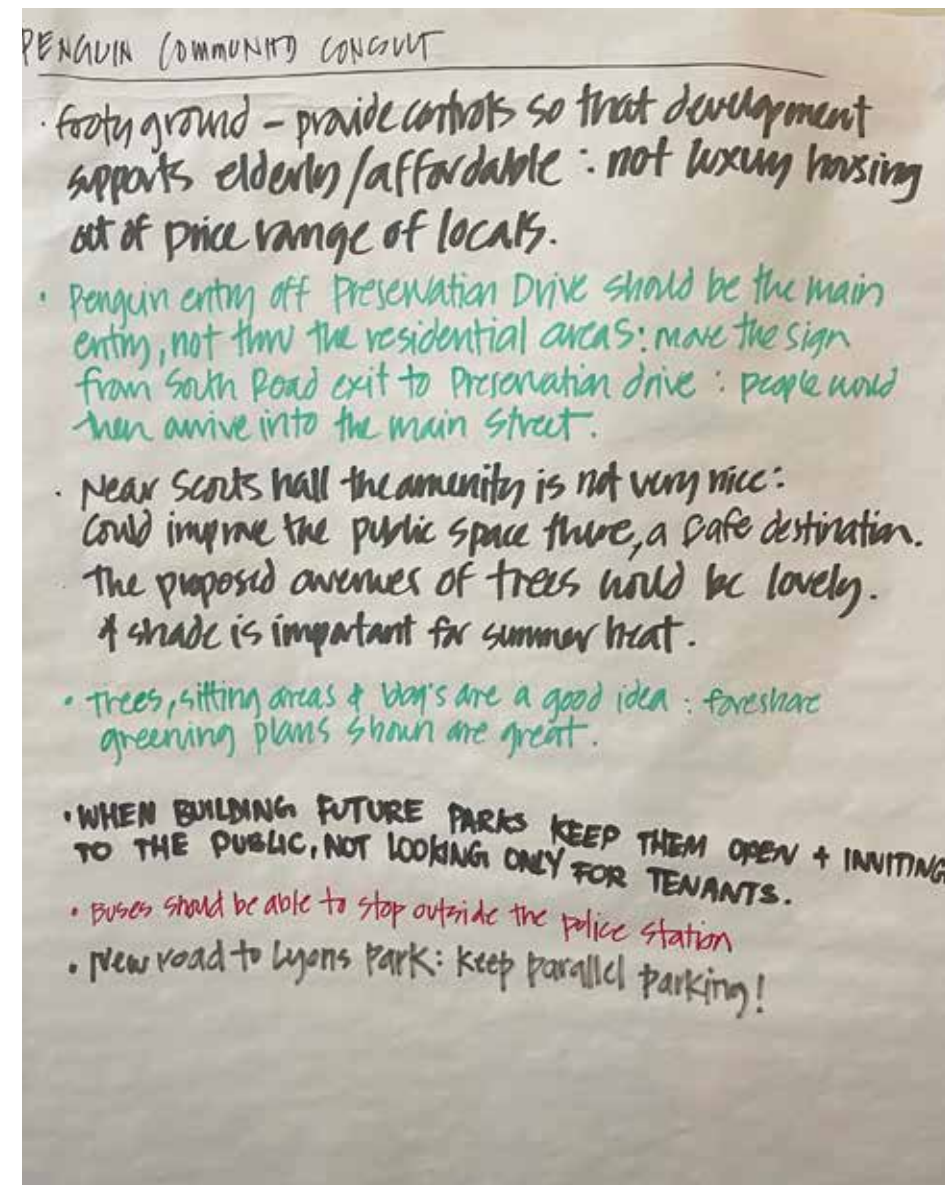 PENGUIN COMMUNITY CONSULT
· footy ground – provide controls so that development
supports elderly/affordable : not luxury housing
out of price range of locals.
· Penguin entry off Preservation Drive should be the main
entry, not thru the residential areas: move the sign
from South Road exit to Preservation drive : people would
then arrive into the main street.
· Near Scouts hall the amenity is not very nice:
Could improve the public space there, a cafe destination.
The proposed avenues of trees would be lovely.
& shade is important for summer heat.
· trees, sitting areas & bbq's are a good idea : foreshore
greening plans shown are great.
· WHEN BUILDING FUTURE PARKS KEEP THEM OPEN + INVITING
TO THE PUBLIC, NOT LOOKING ONLY FOR TENANTS.
· Buses should be able to stop outside the police station
· New road to Lyons Park: keep parallel parking!